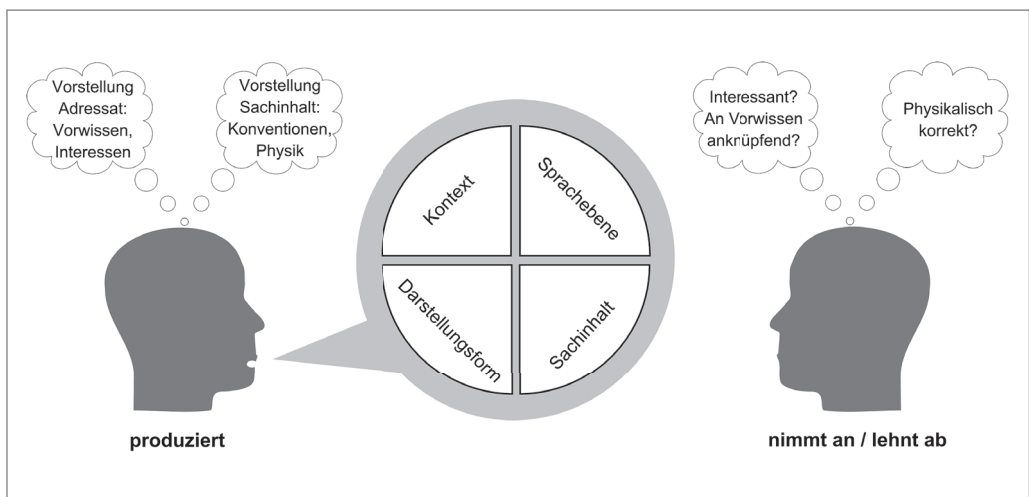 Vorstellung
Adressat:
Vorwissen,
Interessen
Vorstellung
Sachinhalt:
Konventionen,
Physik
Interessant?
An Vorwissen
anknüpfend?
Physikalisch
korrekt?
Kontext
Sprachebene
Darstellungsform
Sachinhalt
produziert
nimmt an / lehnt ab